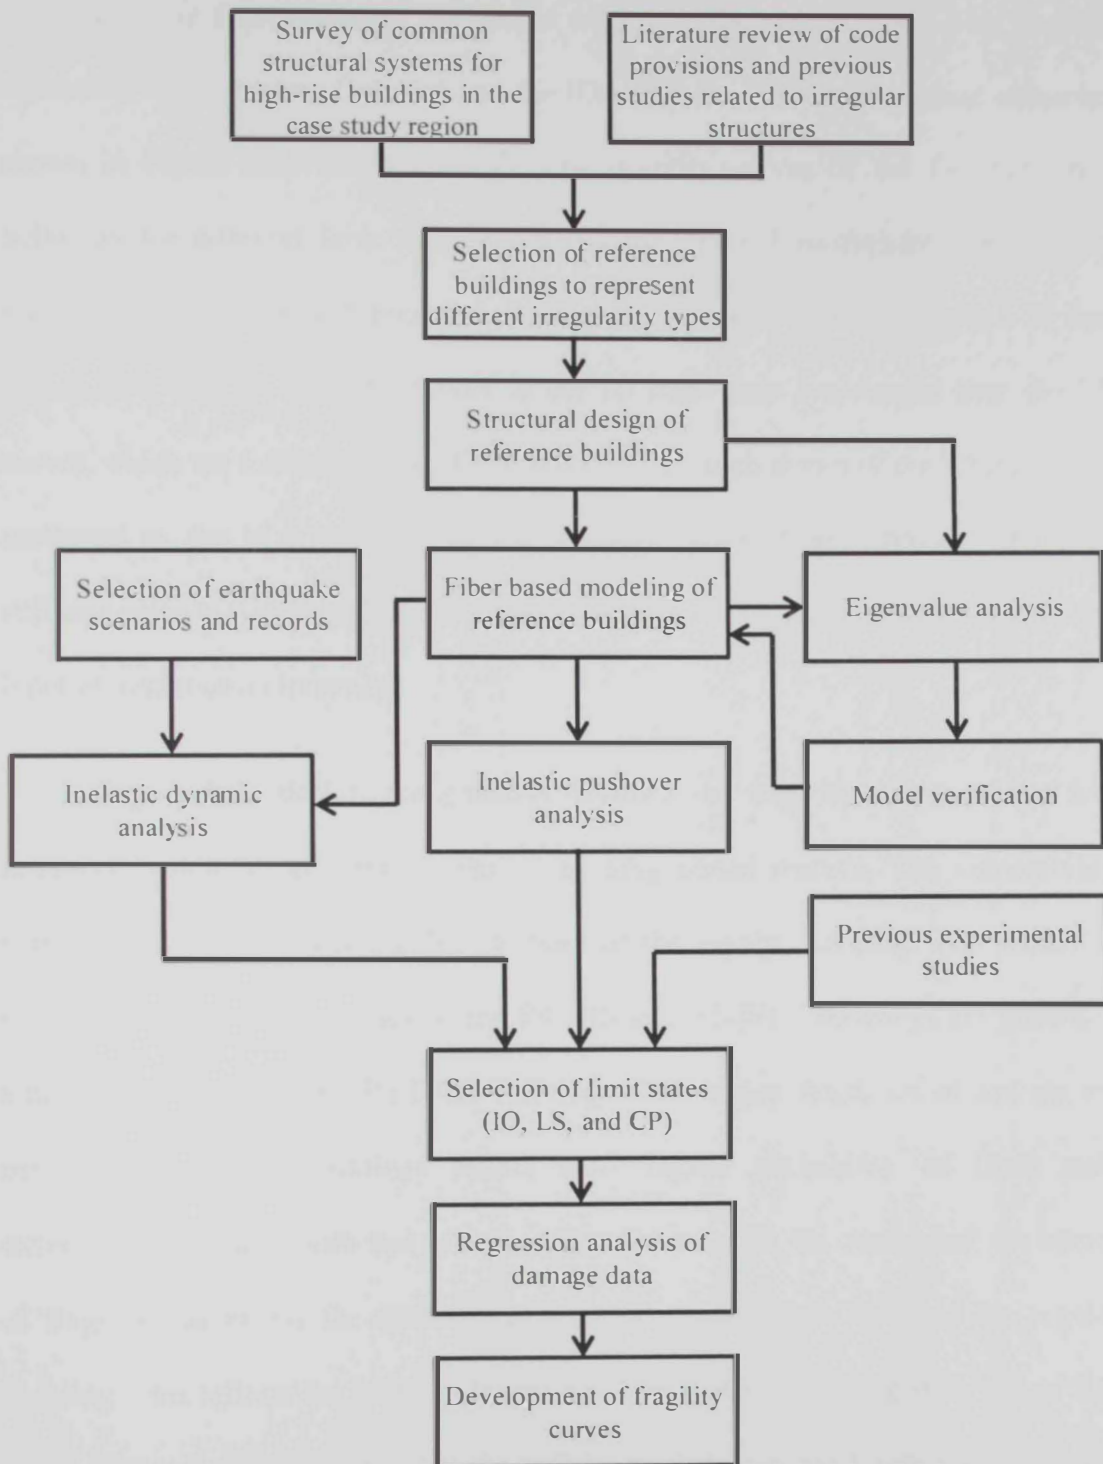 Survey of common
structural systems for
high-rise buildings in the
case study region
Literature review of code
provisions and previous
studies related to irregular
structures
Selection of reference
buildings to represent
different irregularity types
Structural design of
reference buildings
Selection of earthquake
scenarios and records
Fiber based modeling of
reference buildings
Eigenvalue analysis
Inelastic dynamic
analysis
Inelastic pushover
analysis
Model verification
Previous experimental
studies
Selection of limit states
(IO, LS, and CP)
Regression analysis of
damage data
Development of fragility
curves